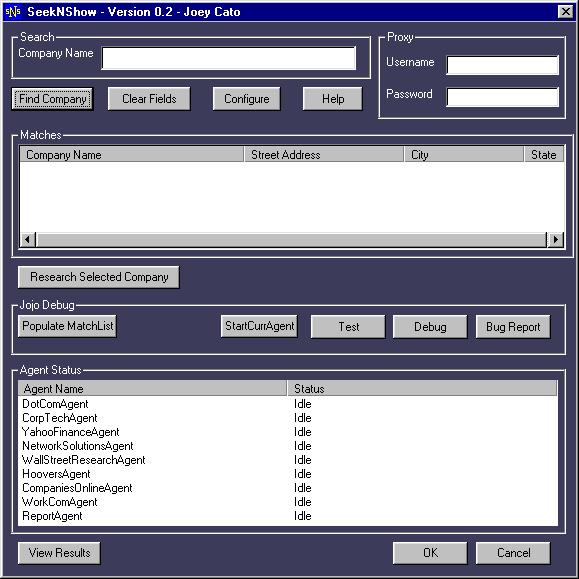 sNs SeekNShow - Version 0.2 - Joey Cato
Search
Company Name
Proxy
Username
Password
Find Company Clear Fields Configure Help
Matches
Company Name Street Address City State
Research Selected Company
Jojo Debug
Populate MatchList StartCurrAgent Test Debug Bug Report
Agent Status
Agent Name Status
DotComAgent Idle
CorpTechAgent Idle
YahooFinanceAgent Idle
NetworkSolutionsAgent Idle
WallStreetResearchAgent Idle
HooversAgent Idle
CompaniesOnlineAgent Idle
WorkComAgent Idle
ReportAgent Idle
View Results OK Cancel